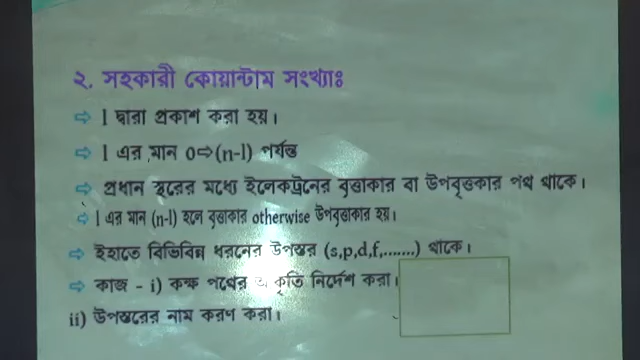 ২. সহকারী কোয়ান্টাম সংখ্যাঃ
⇨ l দ্বারা প্রকাশ করা হয়।
⇨ l এর মান 0⇨(n-l) পর্যন্ত
⇨ প্রধান স্থরের মধ্যে ইলেকট্রনের বৃত্তাকার বা উপবৃত্তকার পথ থাকে।
⇨ l এর মান (n-l) হলে বৃত্তাকার otherwise উপবৃত্তাকার হয়।
⇨ ইহাতে বিভিবিন্ন ধরনের উপস্তর (s,p,d,f,.......) থাকে।
⇨ কাজ - i) কক্ষ পথের কৃতি নির্দেশ করা।
ii) উপস্তরের নাম করণ করা।